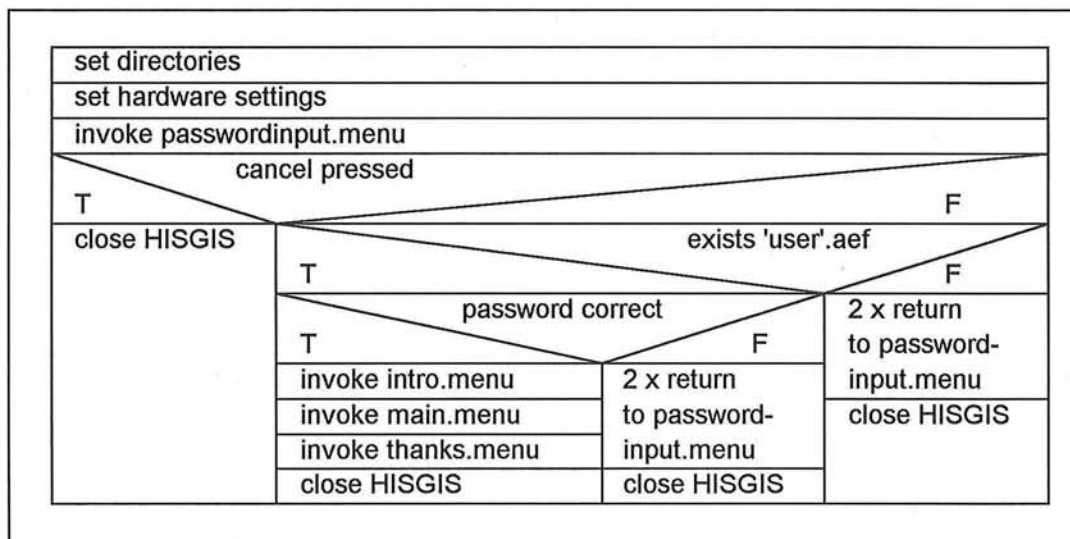 set directories
set hardware settings
invoke passwordinput.menu
cancel pressed
T
F
close HISGIS
exists 'user'.aef
T
F
password correct
T
F
2 x return
to password-
input.menu
close HISGIS
invoke intro.menu
invoke main.menu
invoke thanks.menu
close HISGIS
2 x return
to password-
input.menu
close HISGIS